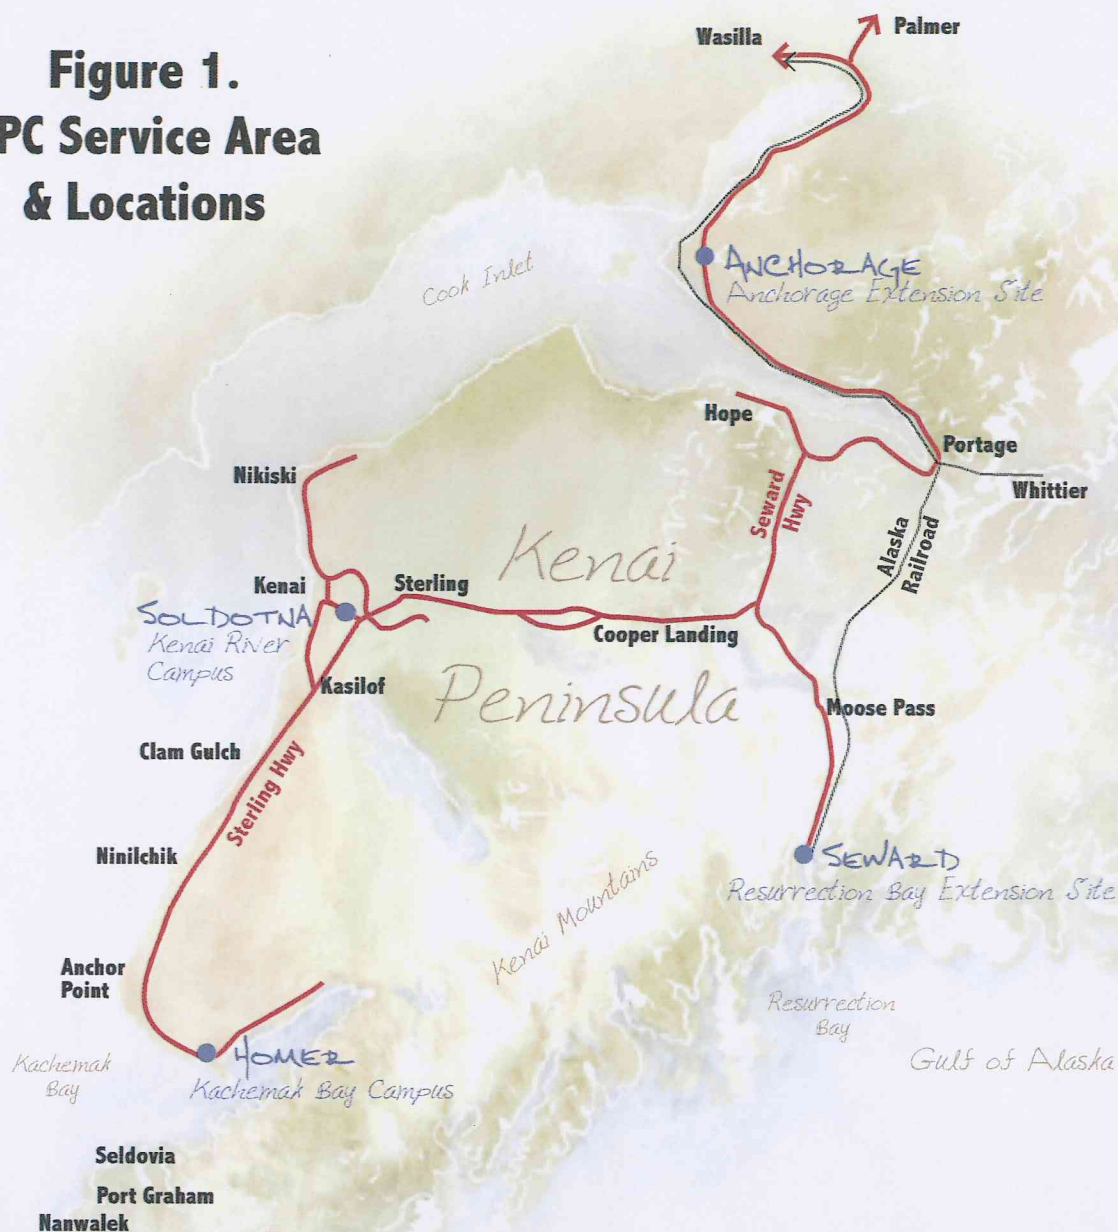 Figure 1.
PC Service Area
& Locations
Wasilla
Palmer
Cook Inlet
ANCHORAGE
Anchorage Extension Site
Hope
Portage
Whittier
Nikiski
Seward
Hwy
Alaska
Railroad
Kenai
Kenai
Sterling
SOLDOTNA
Kenai River
Campus
Cooper Landing
Peninsula
Kasilof
Moose Pass
Clam Gulch
Sterling Hwy
Ninilchik
SEWARD
Resurrection Bay Extension Site
Kenai Mountains
Anchor
Point
Resurrection
Bay
Kachemak
Bay
HOMER
Kachemak Bay Campus
Gulf of Alaska
Seldovia
Port Graham
Nanwalek